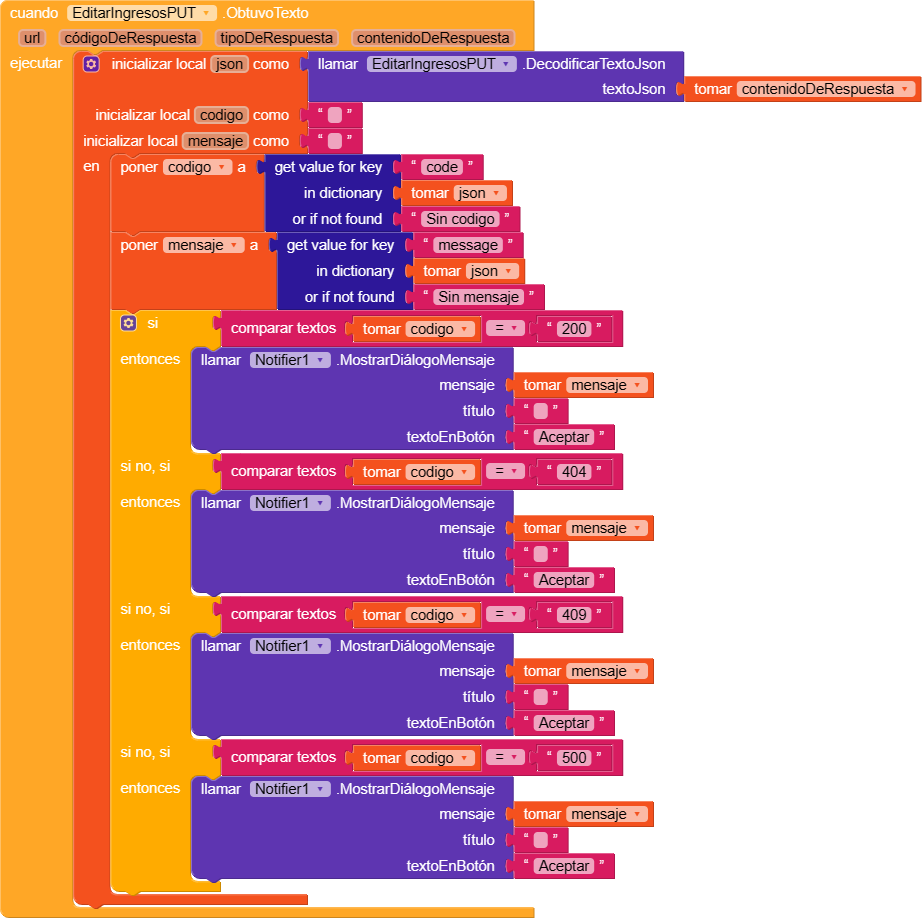 cuando EditarIngresosPUT .ObtuvoTexto
url códigoDeRespuesta tipoDeRespuesta contenidoDeRespuesta
ejecutar inicializar local json como llamar EditarIngresosPUT .DecodificarTextoJson
textoJson tomar contenidoDeRespuesta
inicializar local codigo como “ ”
inicializar local mensaje como “ ”
en poner codigo a get value for key “ code ”
in dictionary tomar json
or if not found “ Sin codigo ”
poner mensaje a get value for key “ message ”
in dictionary tomar json
or if not found “ Sin mensaje ”
si comparar textos tomar codigo = “ 200 ”
entonces llamar Notifier1 .MostrarDiálogoMensaje
mensaje tomar mensaje
título “ ”
textoEnBotón “ Aceptar ”
si no, si comparar textos tomar codigo = “ 404 ”
entonces llamar Notifier1 .MostrarDiálogoMensaje
mensaje tomar mensaje
título “ ”
textoEnBotón “ Aceptar ”
si no, si comparar textos tomar codigo = “ 409 ”
entonces llamar Notifier1 .MostrarDiálogoMensaje
mensaje tomar mensaje
título “ ”
textoEnBotón “ Aceptar ”
si no, si comparar textos tomar codigo = “ 500 ”
entonces llamar Notifier1 .MostrarDiálogoMensaje
mensaje tomar mensaje
título “ ”
textoEnBotón “ Aceptar ”